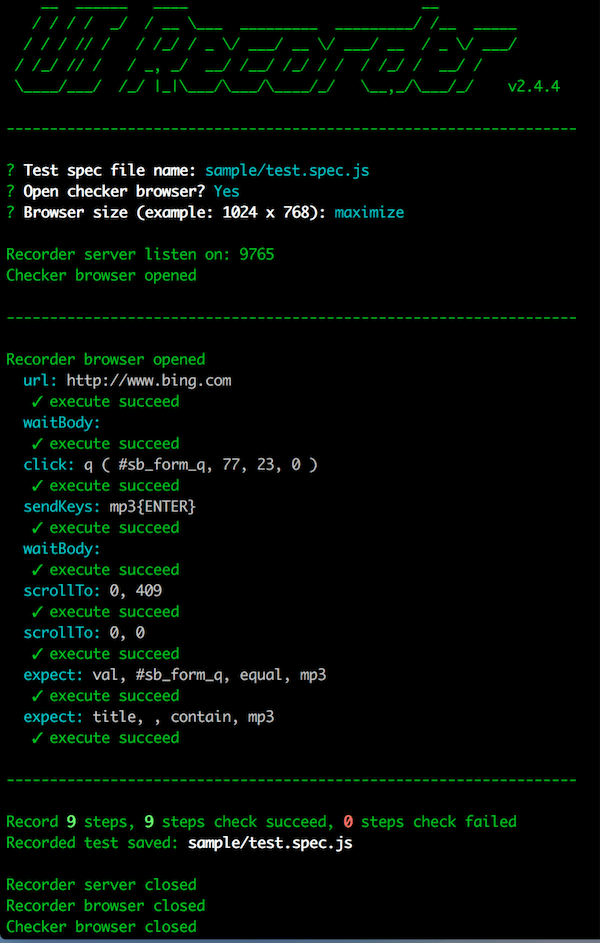 UI Recorder v2.4.4
------------------------------------------------------------------
? Test spec file name: sample/test.spec.js
? Open checker browser? Yes
? Browser size (example: 1024 x 768): maximize
Recorder server listen on: 9765
Checker browser opened
------------------------------------------------------------------
Recorder browser opened
url: http://www.bing.com
✓ execute succeed
waitBody:
✓ execute succeed
click: q ( #sb_form_q, 77, 23, 0 )
✓ execute succeed
sendKeys: mp3{ENTER}
✓ execute succeed
waitBody:
✓ execute succeed
scrollTo: 0, 409
✓ execute succeed
scrollTo: 0, 0
✓ execute succeed
expect: val, #sb_form_q, equal, mp3
✓ execute succeed
expect: title, , contain, mp3
✓ execute succeed
------------------------------------------------------------------
Record 9 steps, 9 steps check succeed, 0 steps check failed
Recorded test saved: sample/test.spec.js
Recorder server closed
Recorder browser closed
Checker browser closed